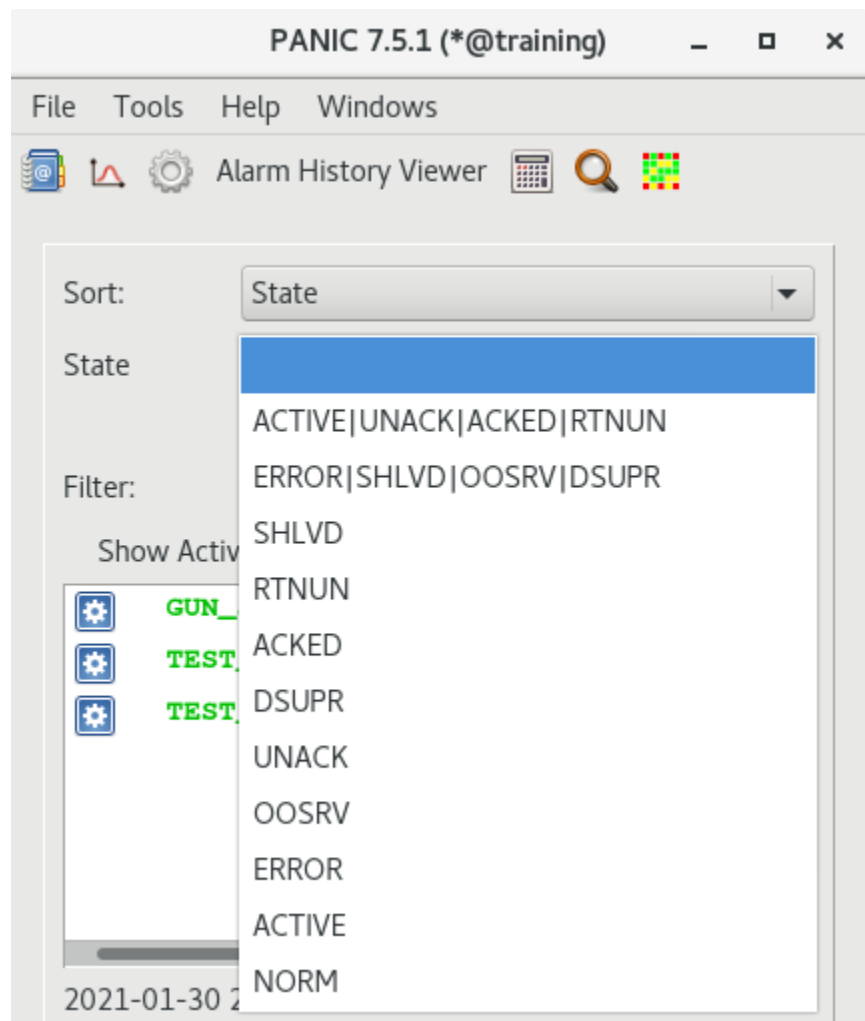 PANIC 7.5.1 (*@training)
File Tools Help Windows
Alarm History Viewer
Sort: State
State
ACTIVE|UNACK|ACKED|RTNUN
ERROR|SHLVD|OOSRV|DSUPR
Filter:
SHLVD
Show Activ
RTNUN
GUN_
ACKED
TEST_
DSUPR
TEST_
UNACK
OOSRV
ERROR
ACTIVE
NORM
2021-01-30 2